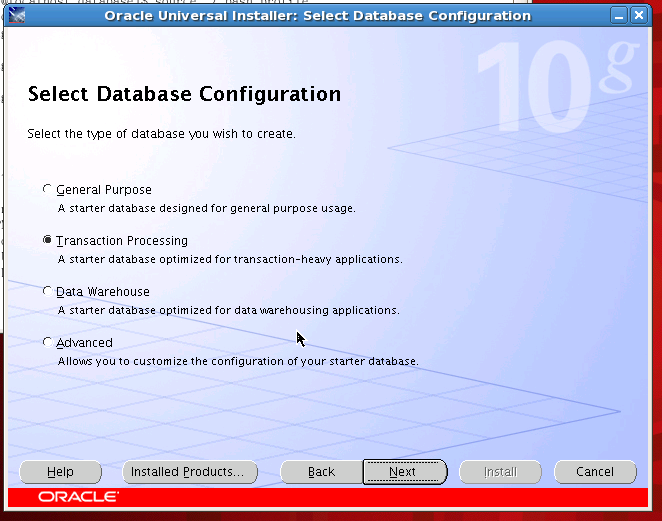 Oracle Universal Installer: Select Database Configuration
10g
Select Database Configuration
Select the type of database you wish to create.
General Purpose
A starter database designed for general purpose usage.
Transaction Processing
A starter database optimized for transaction-heavy applications.
Data Warehouse
A starter database optimized for data warehousing applications.
Advanced
Allows you to customize the configuration of your starter database.
Help Installed Products... Back Next Install Cancel
ORACLE